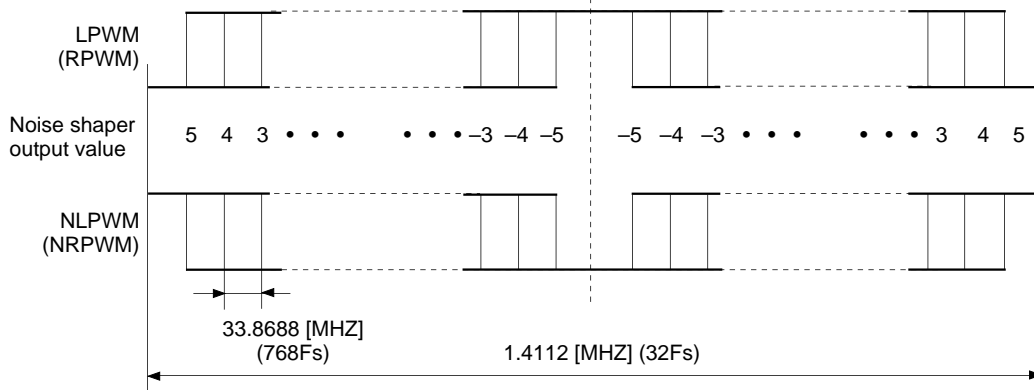 LPWM
(RPWM)
Noise shaper
output value
5 4 3 • • • • • • –3 –4 –5 –5 –4 –3 • • • • • • 3 4 5
NLPWM
(NRPWM)
33.8688 [MHZ]
(768Fs)
1.4112 [MHZ] (32Fs)